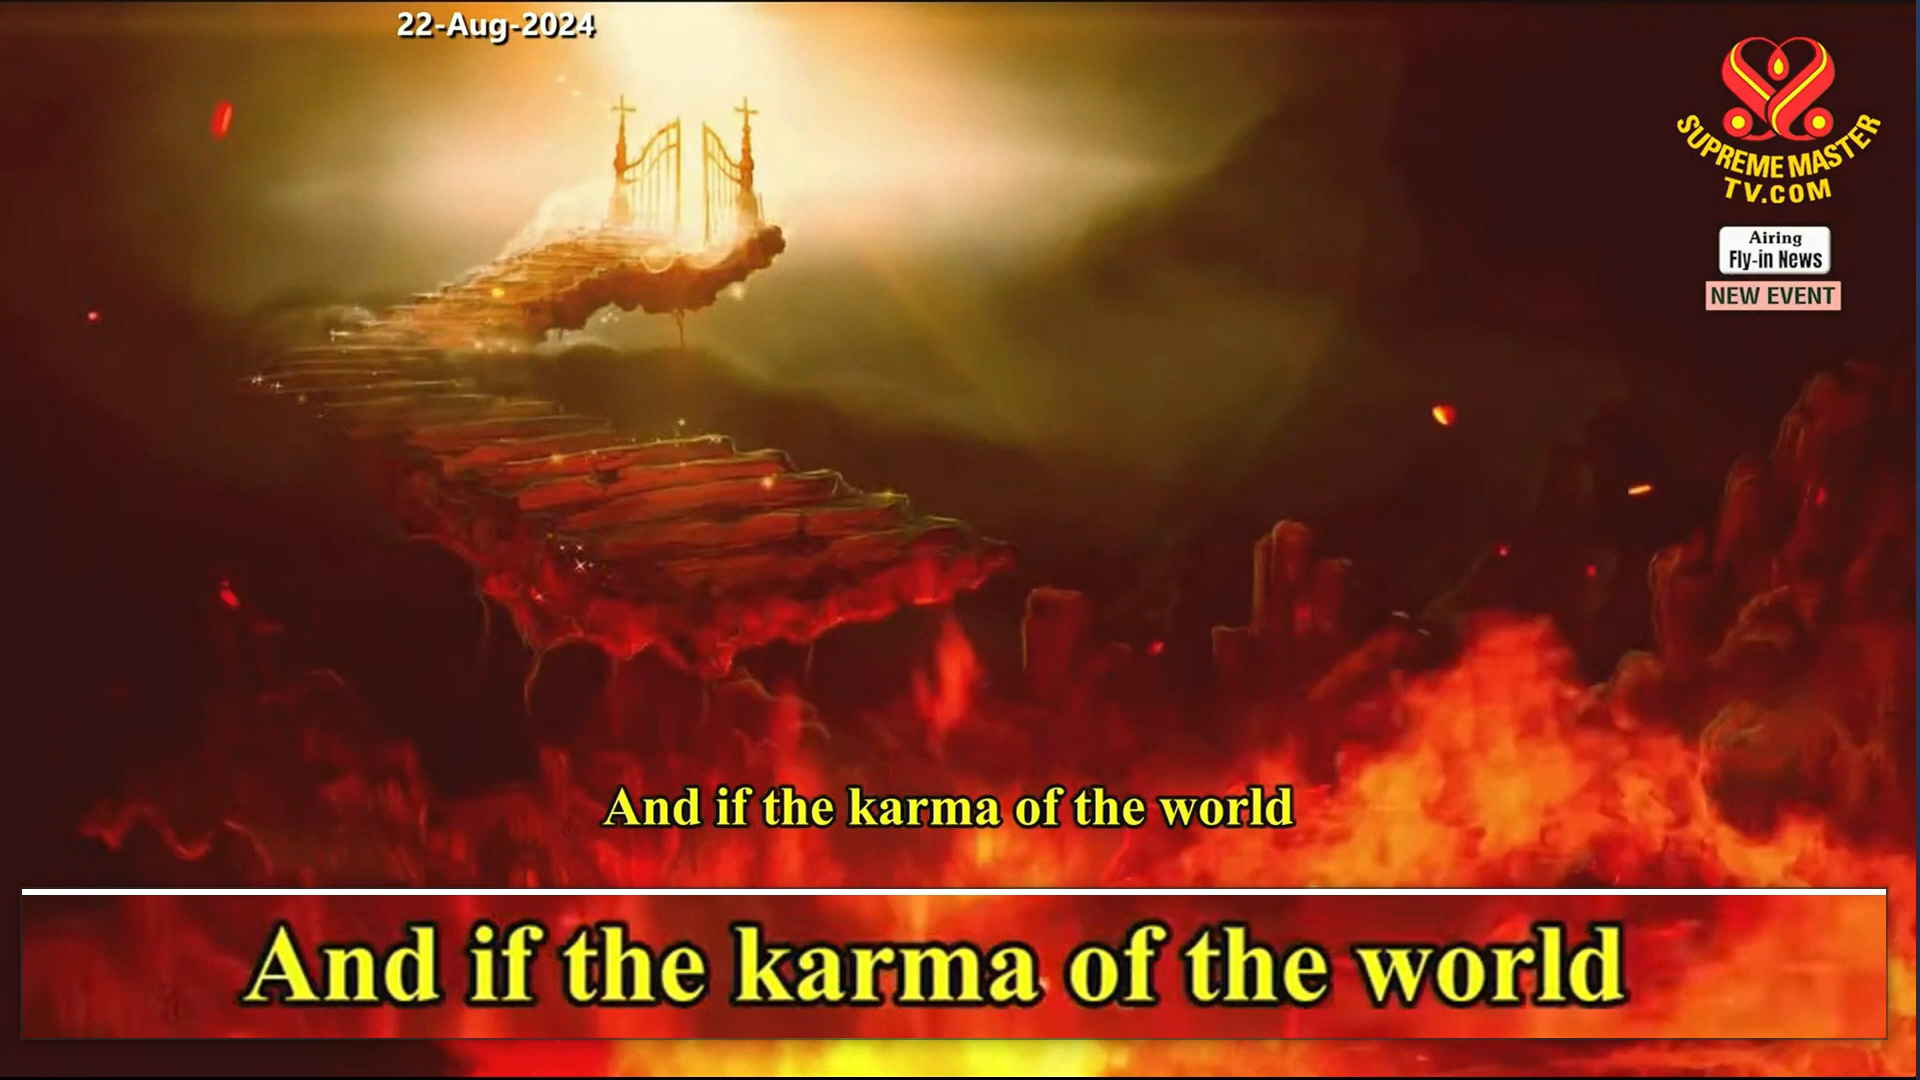 22-Aug-2024
SUPREME MASTER
TV.COM
Airing
Fly-in News
NEW EVENT
And if the karma of the world
And if the karma of the world